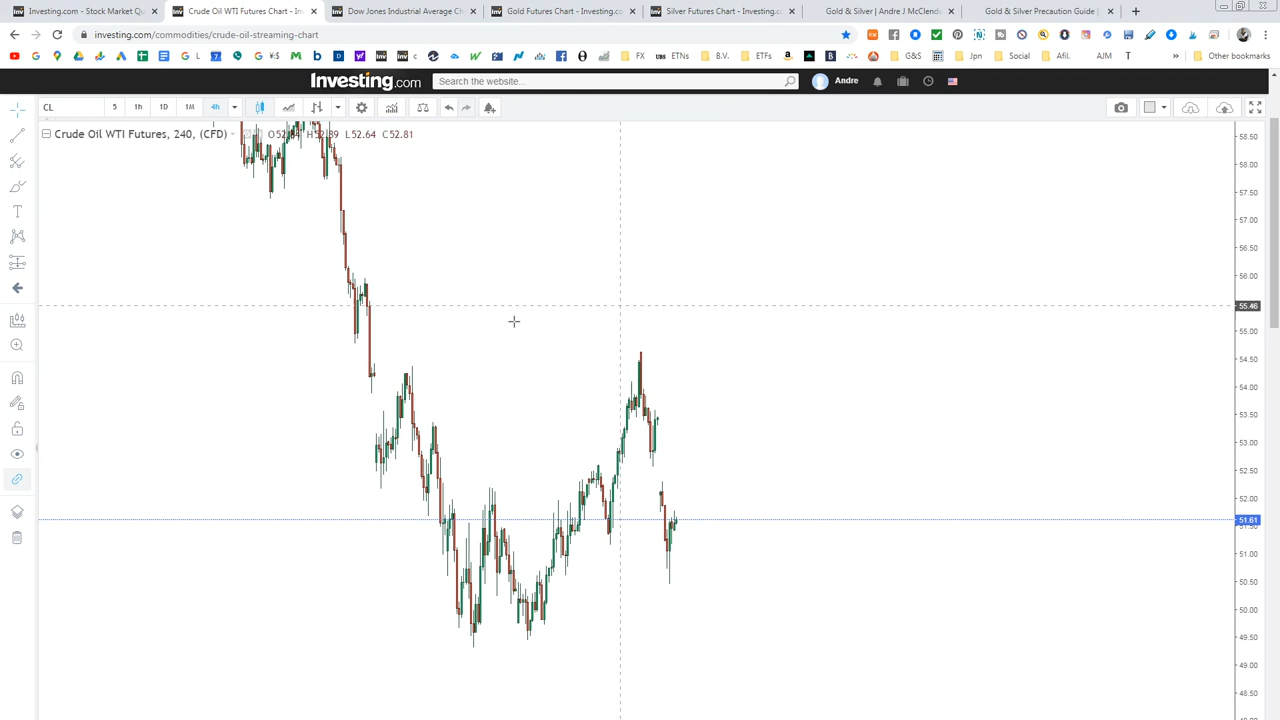 Investing.com - Stock Market Qu
Crude Oil WTI Futures Chart - Inv
Dow Jones Industrial Average Ch
Gold Futures Chart - Investing.co
Silver Futures Chart - Investing.c
Gold & Silver | Andre J McClend
Gold & Silver Precaution Guide |
investing.com/commodities/crude-oil-streaming-chart
FX
ETNs
B.V.
ETFs
G&S
Jpn
Social
Afil.
AJM
T
Other bookmarks
Investing.com
Search the website...
Andre
CL
5
1h
1D
1M
4h
Crude Oil WTI Futures, 240, (CFD)
L52.64 C52.81
58.50
58.00
57.50
57.00
56.50
56.00
55.46
55.00
54.50
54.00
53.50
53.00
52.50
52.00
51.61
51.00
50.50
50.00
49.50
49.00
48.50